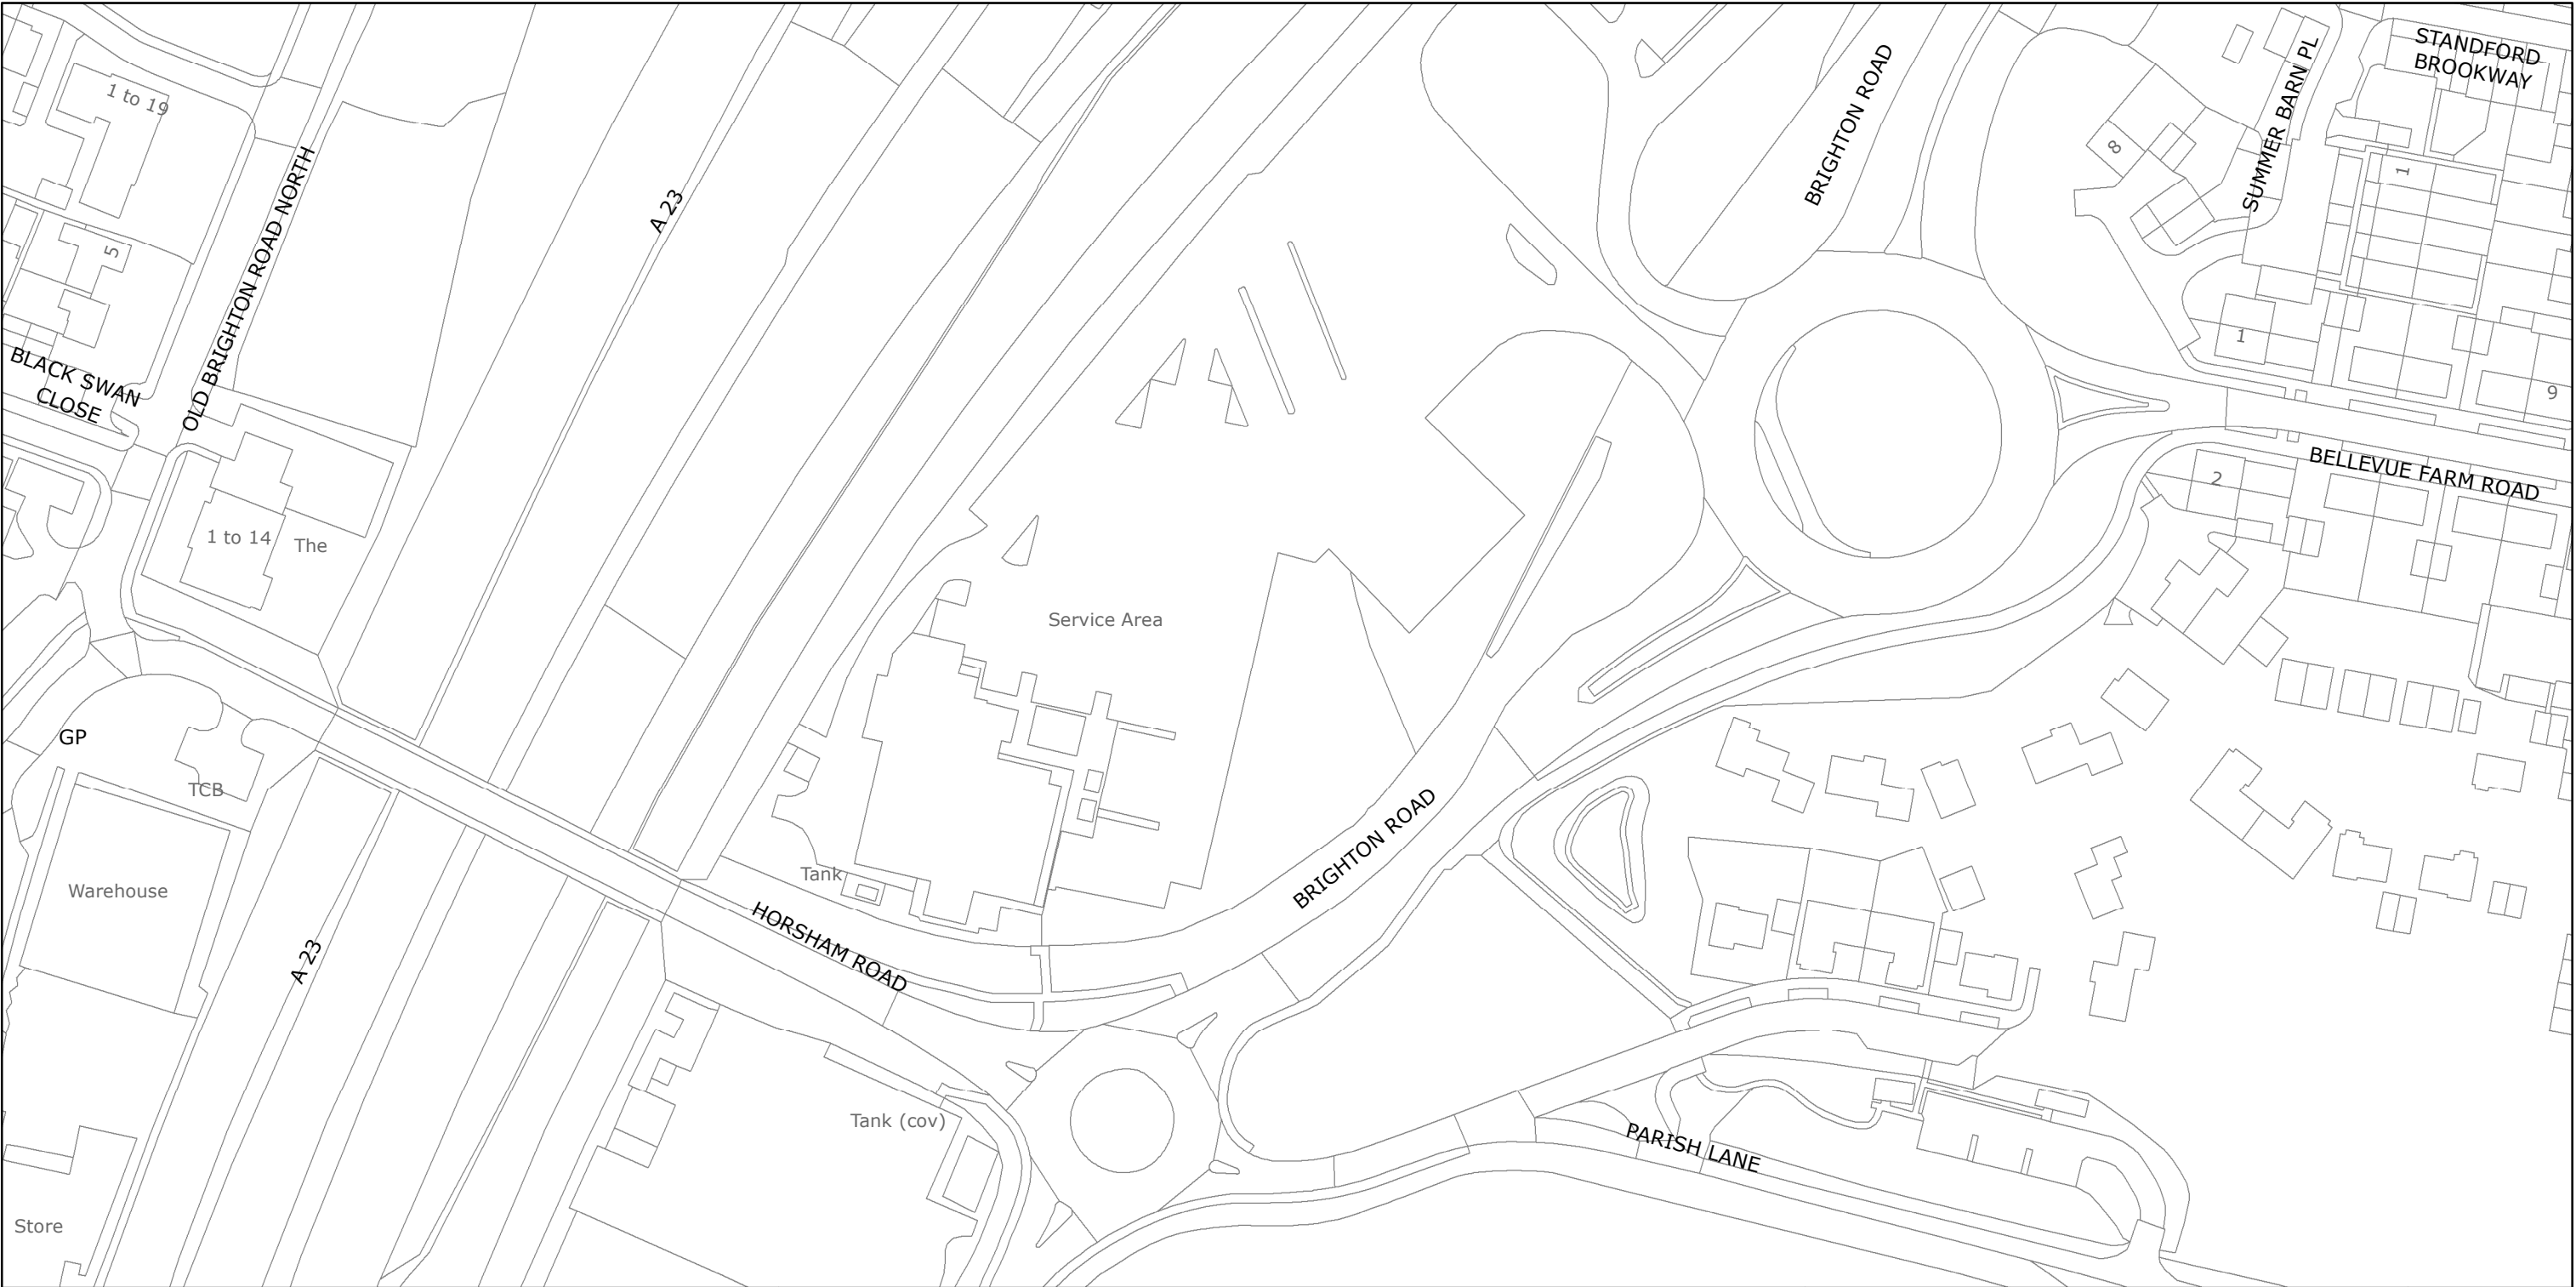 STANDFORD
BROOKWAY
SUMMER BARN PL
BRIGHTON ROAD
1 to 19
8
1
A 23
OLD BRIGHTON ROAD NORTH
5
1
BLACK SWAN
CLOSE
9
BELLEVUE FARM ROAD
2
1 to 14
The
Service Area
GP
TCB
BRIGHTON ROAD
Tank
Warehouse
HORSHAM ROAD
A 23
Tank (cov)
PARISH LANE
Store